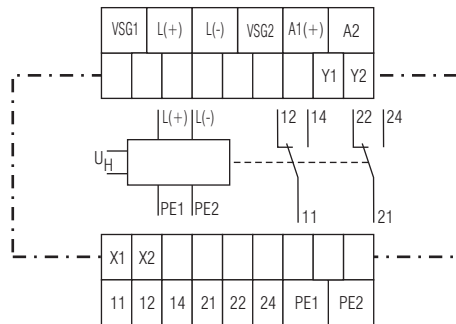 VSG1 L(+) L(-) VSG2 A1(+) A2
Y1 Y2
L(+) L(-) 12 14 22 24
UH
PE1 PE2 11 21
X1 X2
11 12 14 21 22 24 PE1 PE2